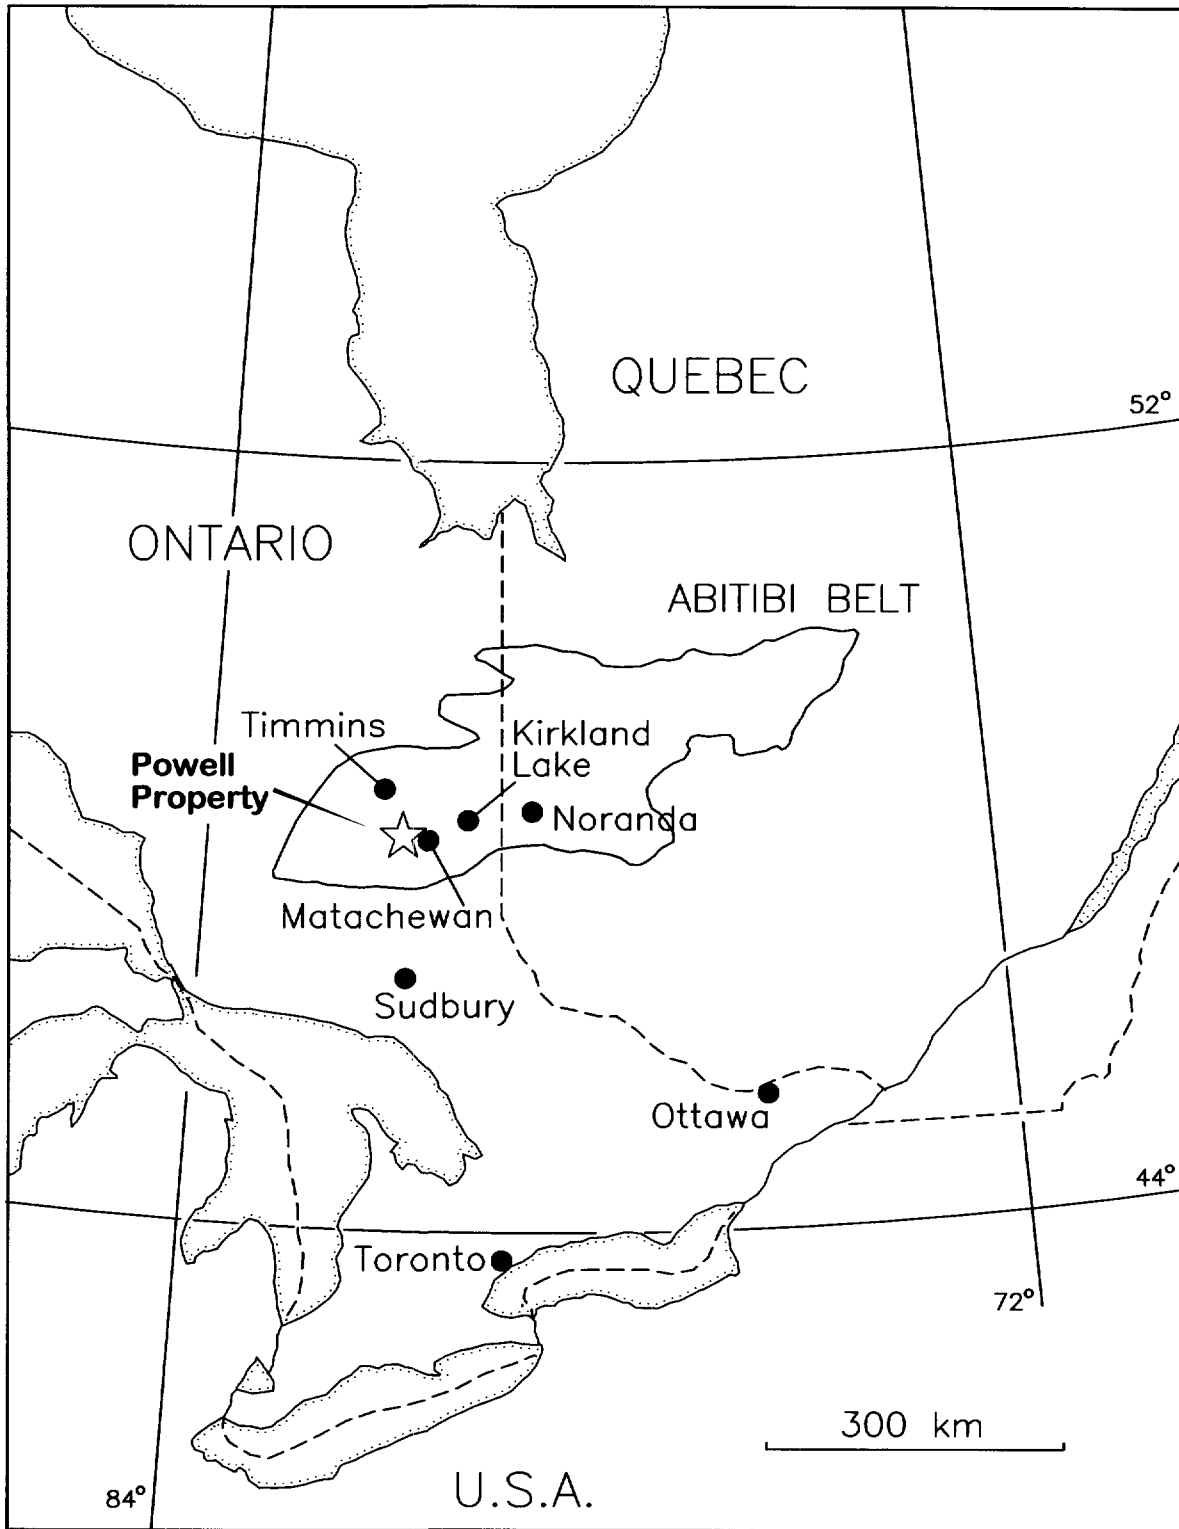 QUEBEC
52°
ONTARIO
ABITIBI BELT
Timmins
Kirkland
Lake
Powell
Property
Noranda
Matachewan
Sudbury
Ottawa
44°
Toronto
72°
300 km
84°
U.S.A.